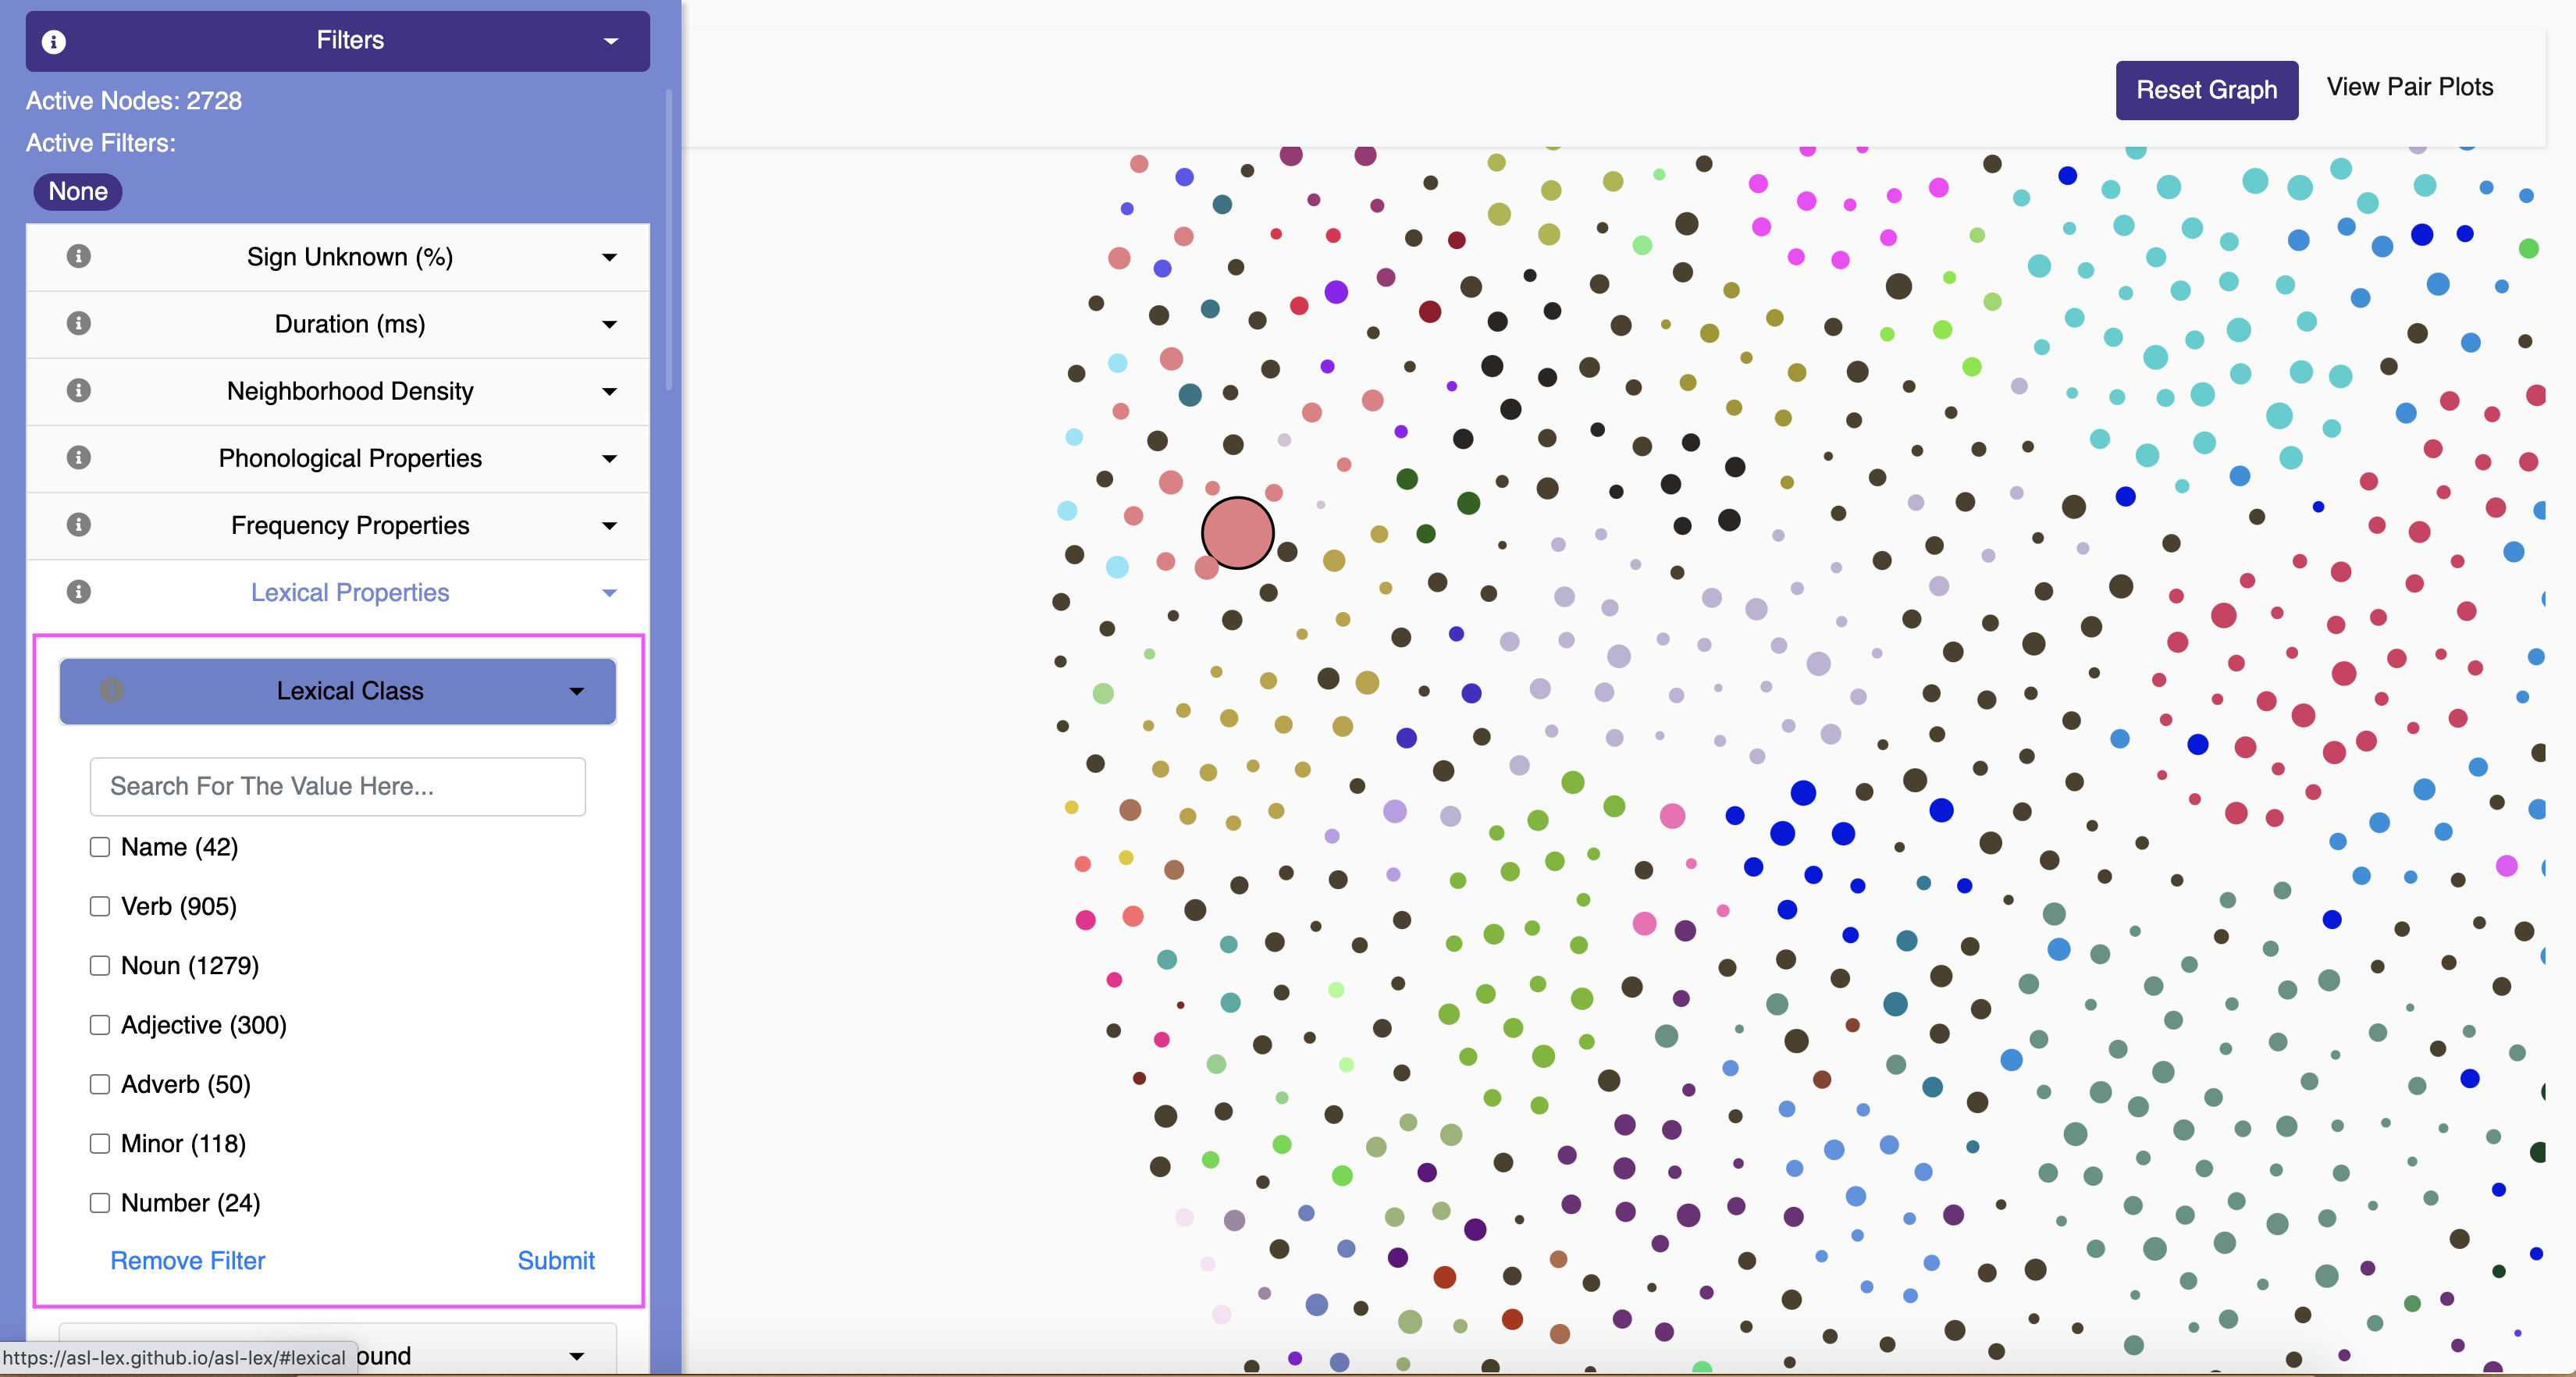 Filters
Active Nodes: 2728
Active Filters:
None
Reset Graph
View Pair Plots
Sign Unknown (%)
Duration (ms)
Neighborhood Density
Phonological Properties
Frequency Properties
Lexical Properties
Lexical Class
Search For The Value Here...
Name (42)
Verb (905)
Noun (1279)
Adjective (300)
Adverb (50)
Minor (118)
Number (24)
Remove Filter
Submit
https://asl-lex.github.io/asl-lex/#lexical